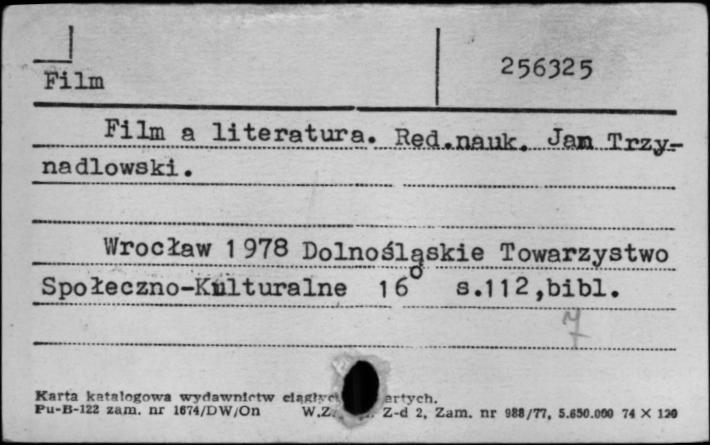 Film
256325
Film a literatura. Red.nauk. Jan Trzy-
nadlowski.
Wrocław 1978 Dolnośląskie Towarzystwo
Społeczno-Kulturalne 16° s.112,bibl.
7
Karta katalogowa wydawnictw
Pu-B-122 zam. nr 1674/DW/On Z-d 2, Zam. nr 988/77, 5.650.000 74 × 120